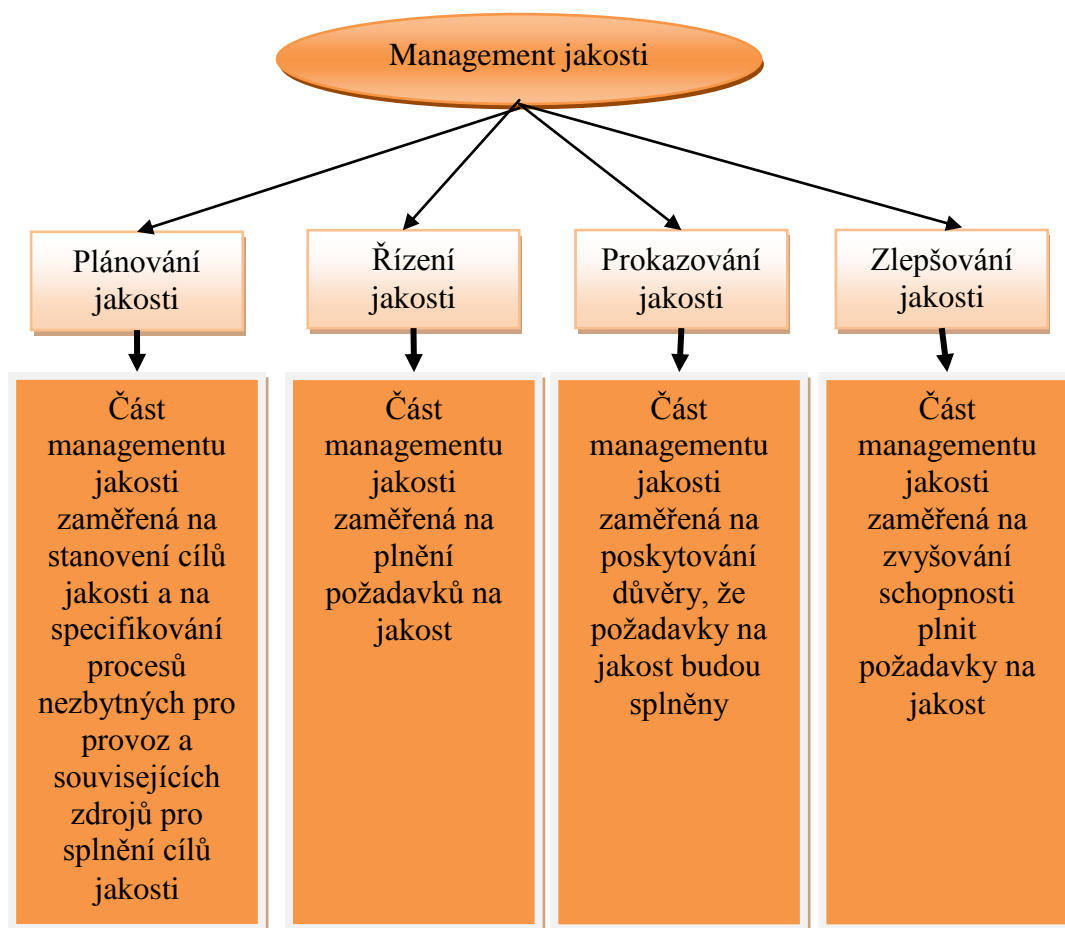 Management jakosti
Plánování
jakosti
Řízení
jakosti
Prokazování
jakosti
Zlepšování
jakosti
Část
managementu
jakosti
zaměřená na
stanovení cílů
jakosti a na
specifikování
procesů
nezbytných pro
provoz a
souvisejících
zdrojů pro
splnění cílů
jakosti
Část
managementu
jakosti
zaměřená na
plnění
požadavků na
jakost
Část
managementu
jakosti
zaměřená na
poskytování
důvěry, že
požadavky na
jakost budou
splněny
Část
managementu
jakosti
zaměřená na
zvyšování
schopnosti
plnit
požadavky na
jakost